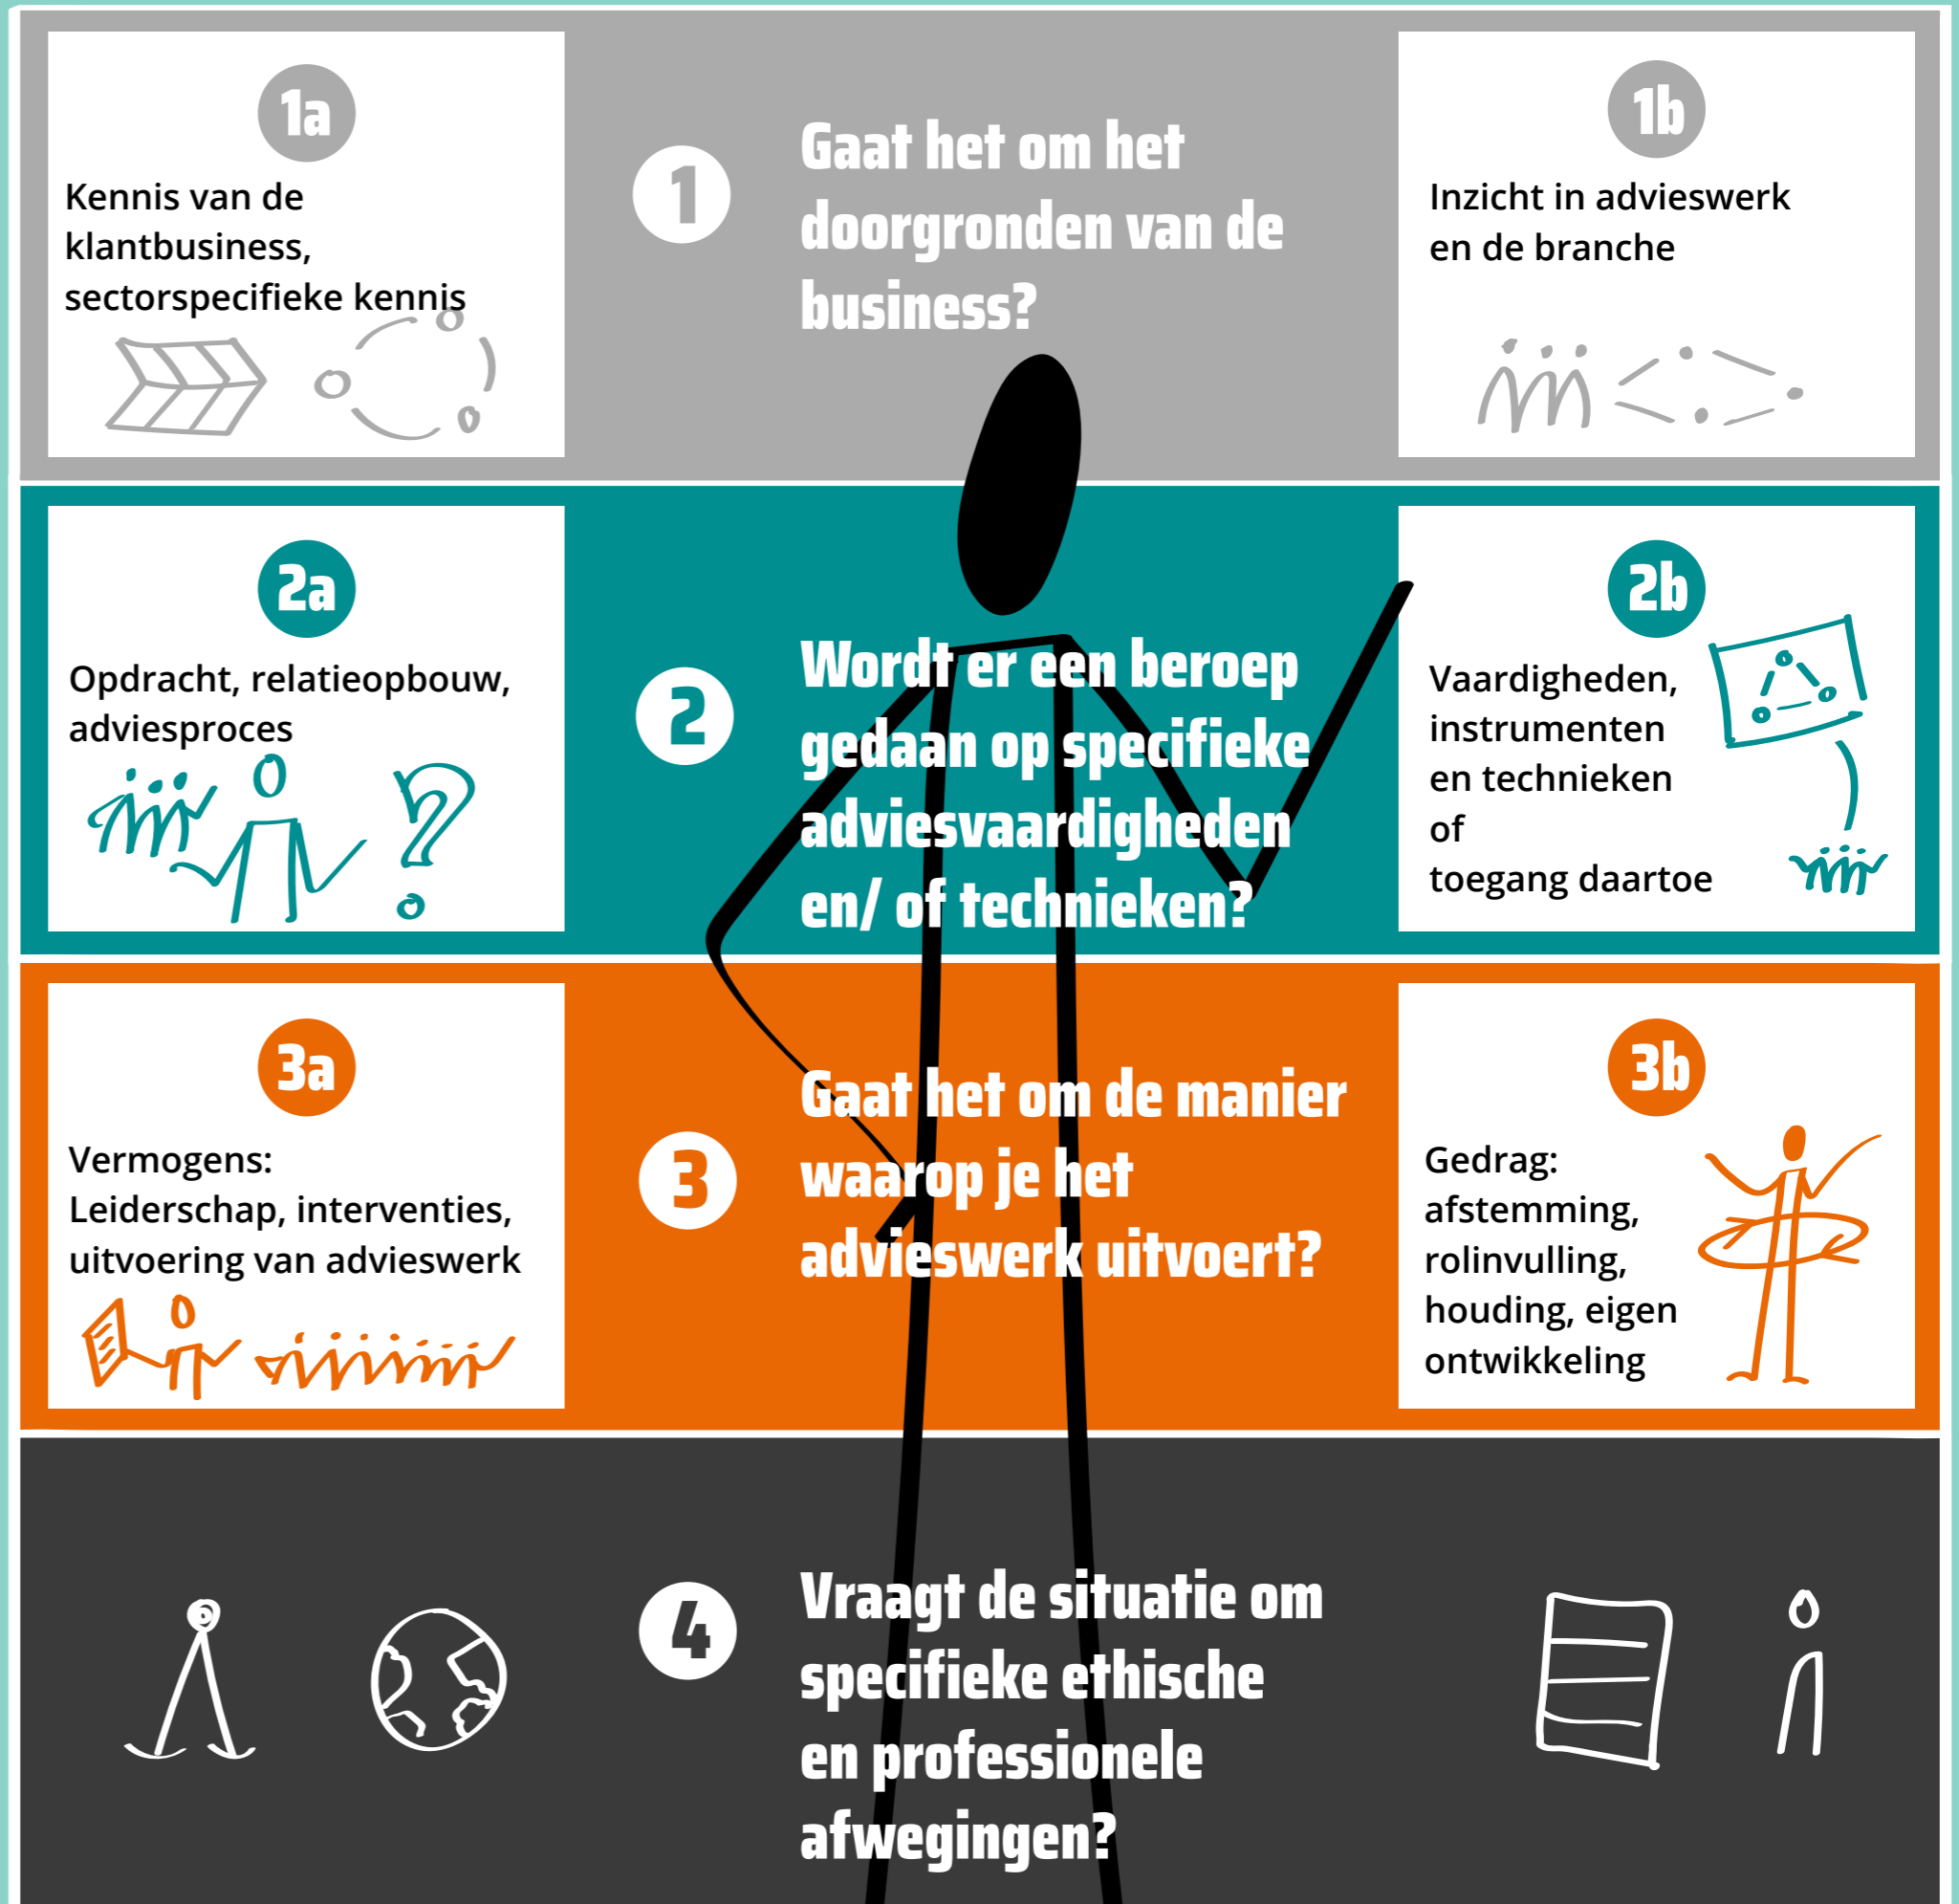 1a
Kennis van de
klantbusiness,
sectorspecifieke kennis
1
Gaat het om het
doorgronden van de
business?
1b
Inzicht in advieswerk
en de branche
2a
Opdracht, relatieopbouw,
adviesproces
2
Wordt er een beroep
gedaan op specifieke
adviesvaardigheden
en/ of technieken?
2b
Vaardigheden,
instrumenten
en technieken
of
toegang daartoe
3a
Vermogens:
Leiderschap, interventies,
uitvoering van advieswerk
3
Gaat het om de manier
waarop je het
advieswerk uitvoert?
3b
Gedrag:
afstemming,
rolinvulling,
houding, eigen
ontwikkeling
4
Vraagt de situatie om
specifieke ethische
en professionele
afwegingen?